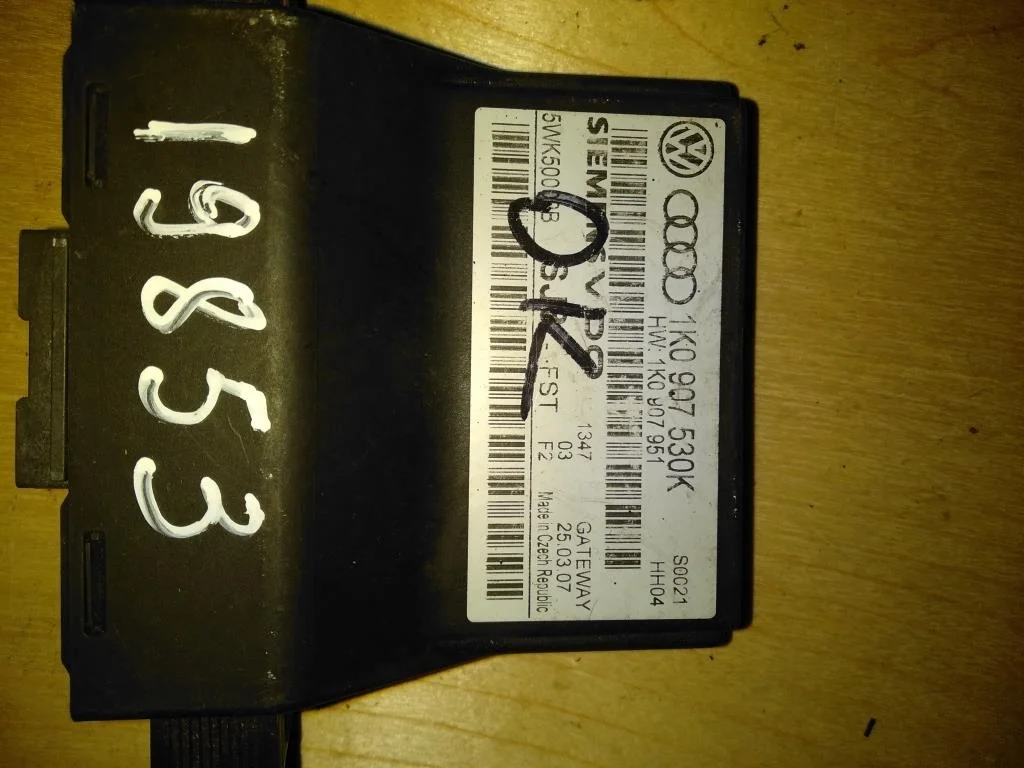 1K0 907 530K S0021
HW:1K0 907 951 HH04
SIEMENS VDO
1347 GATEWAY
03 25.03.07
FST F2 Made in Czech Republic
OK
19853